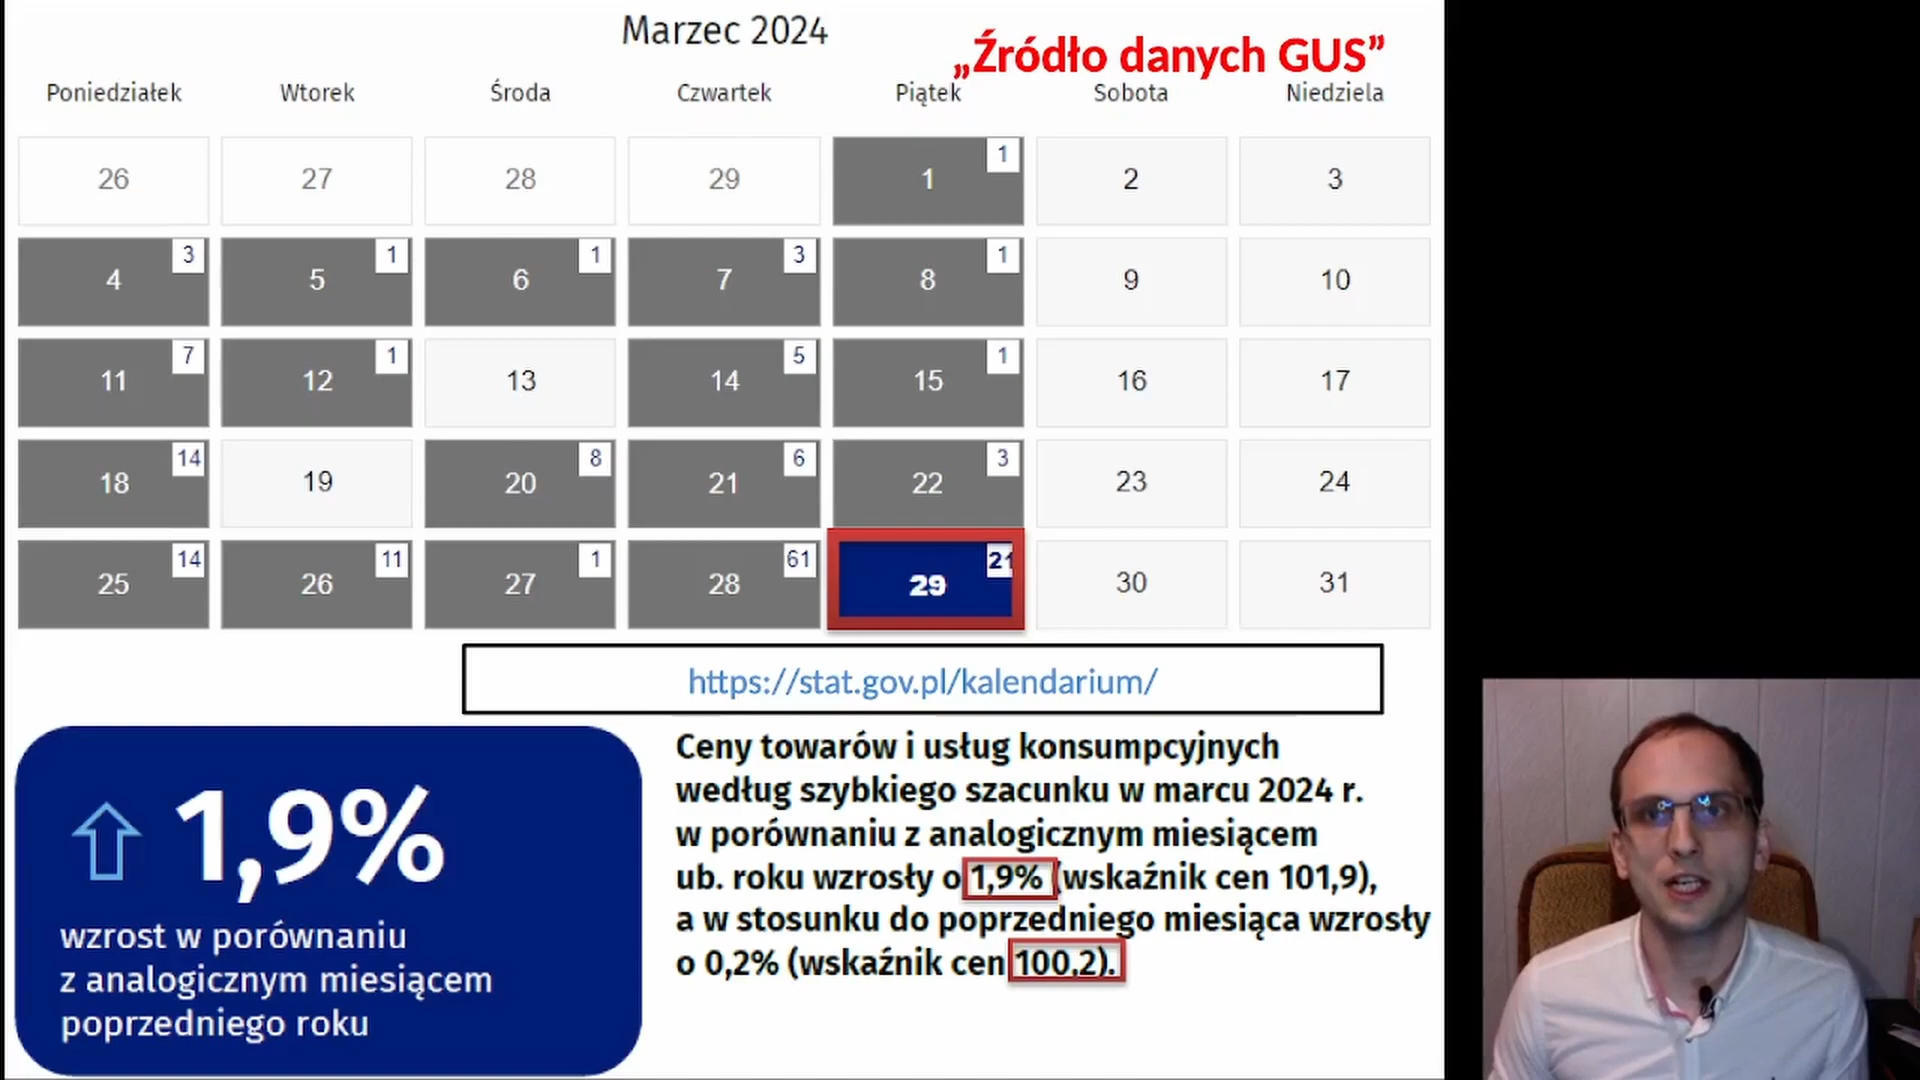 Marzec 2024
„Źródło danych GUS”
Poniedziałek Wtorek Środa Czwartek Piątek Sobota Niedziela
26 27 28 29 1 1 2 3
4 3 5 1 6 1 7 3 8 1 9 10
11 7 12 1 13 14 5 15 1 16 17
18 14 19 20 8 21 6 22 3 23 24
25 14 26 11 27 1 28 61 29 21 30 31
https://stat.gov.pl/kalendarium/
1,9%
wzrost w porównaniu
z analogicznym miesiącem
poprzedniego roku
Ceny towarów i usług konsumpcyjnych
według szybkiego szacunku w marcu 2024 r.
w porównaniu z analogicznym miesiącem
ub. roku wzrosły o 1,9% (wskaźnik cen 101,9),
a w stosunku do poprzedniego miesiąca wzrosły
o 0,2% (wskaźnik cen 100,2).